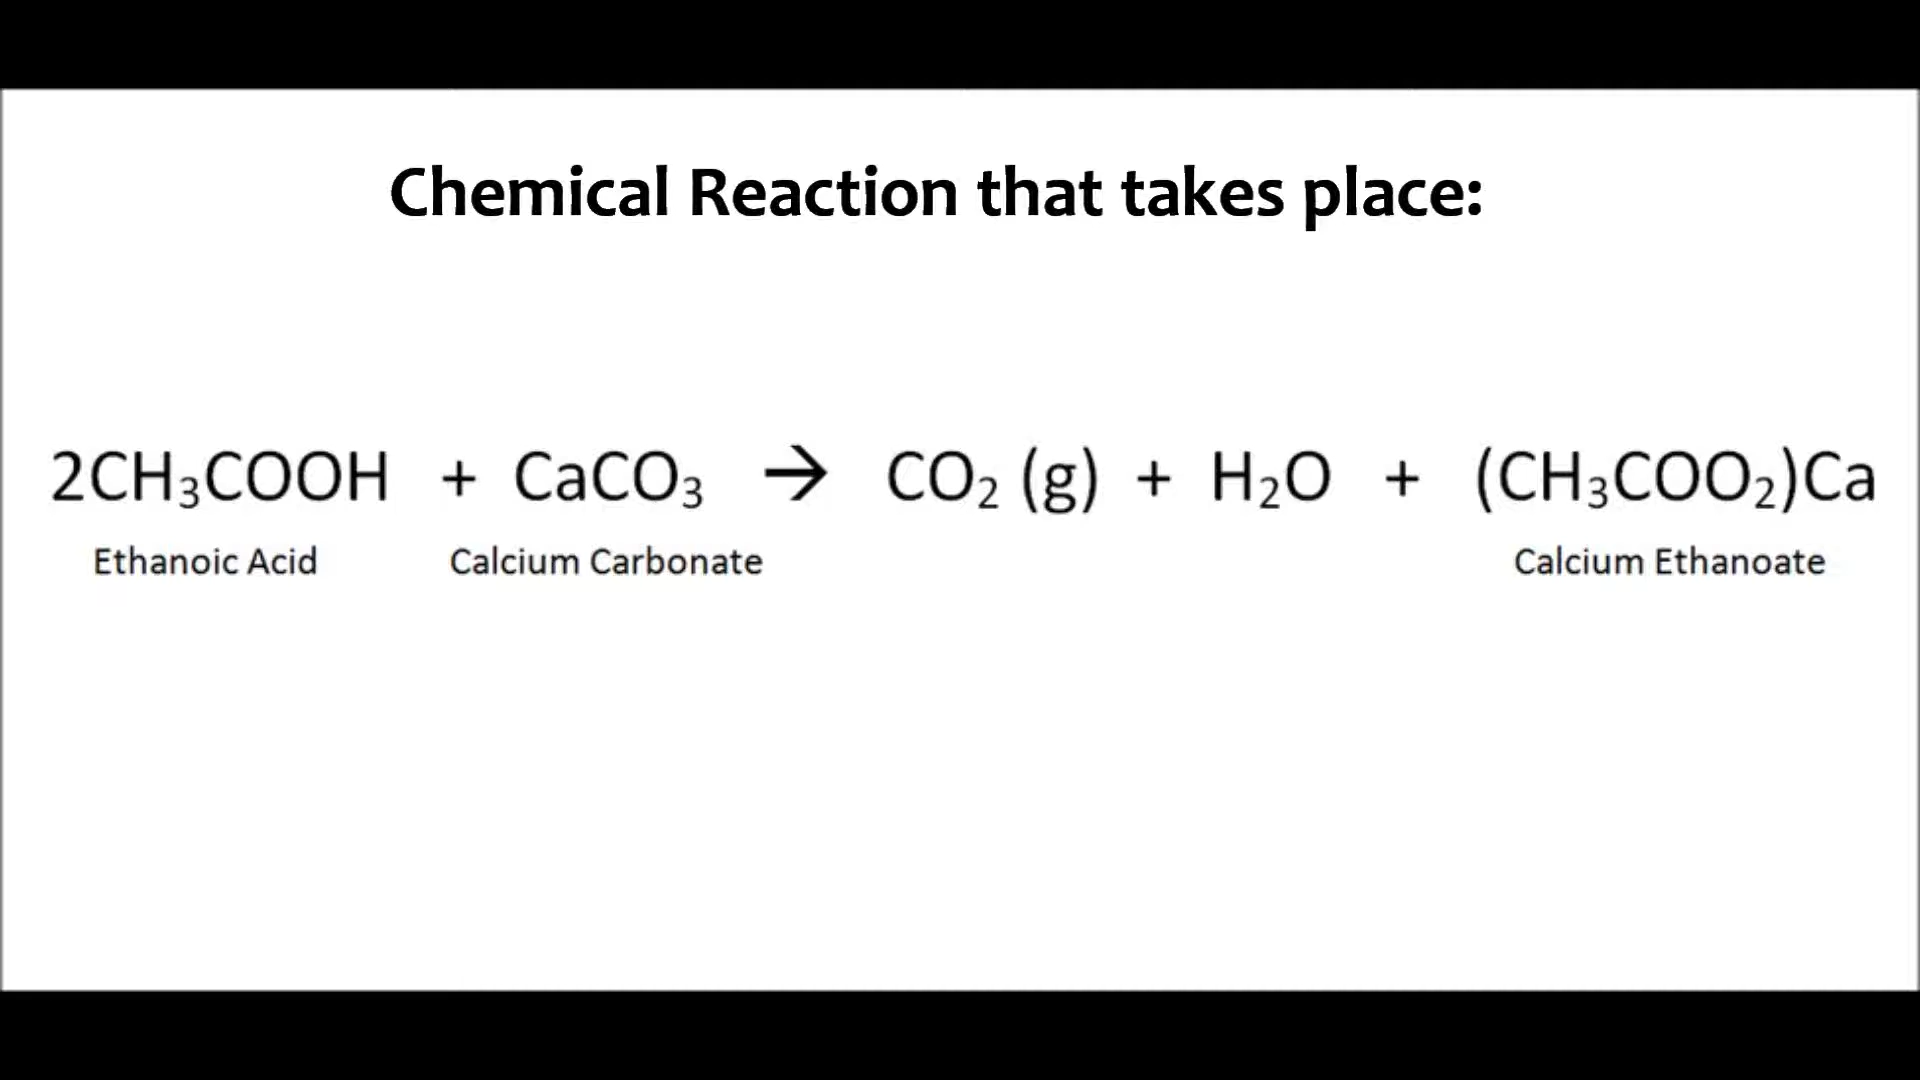 Chemical Reaction that takes place:
2CH₃COOH + CaCO₃ → CO₂ (g) + H₂O + (CH₃COO₂)Ca
Ethanoic Acid Calcium Carbonate Calcium Ethanoate